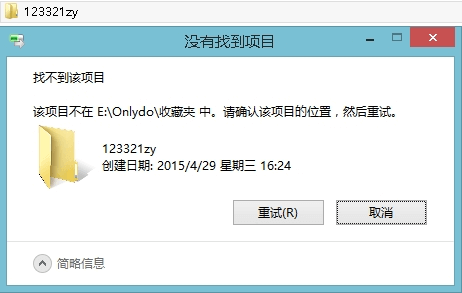 123321zy
没有找到项目
找不到该项目
该项目不在 E:\Onlydo\收藏夹 中。请确认该项目的位置，然后重试。
123321zy
创建日期: 2015/4/29 星期三 16:24
重试(R)
取消
简略信息